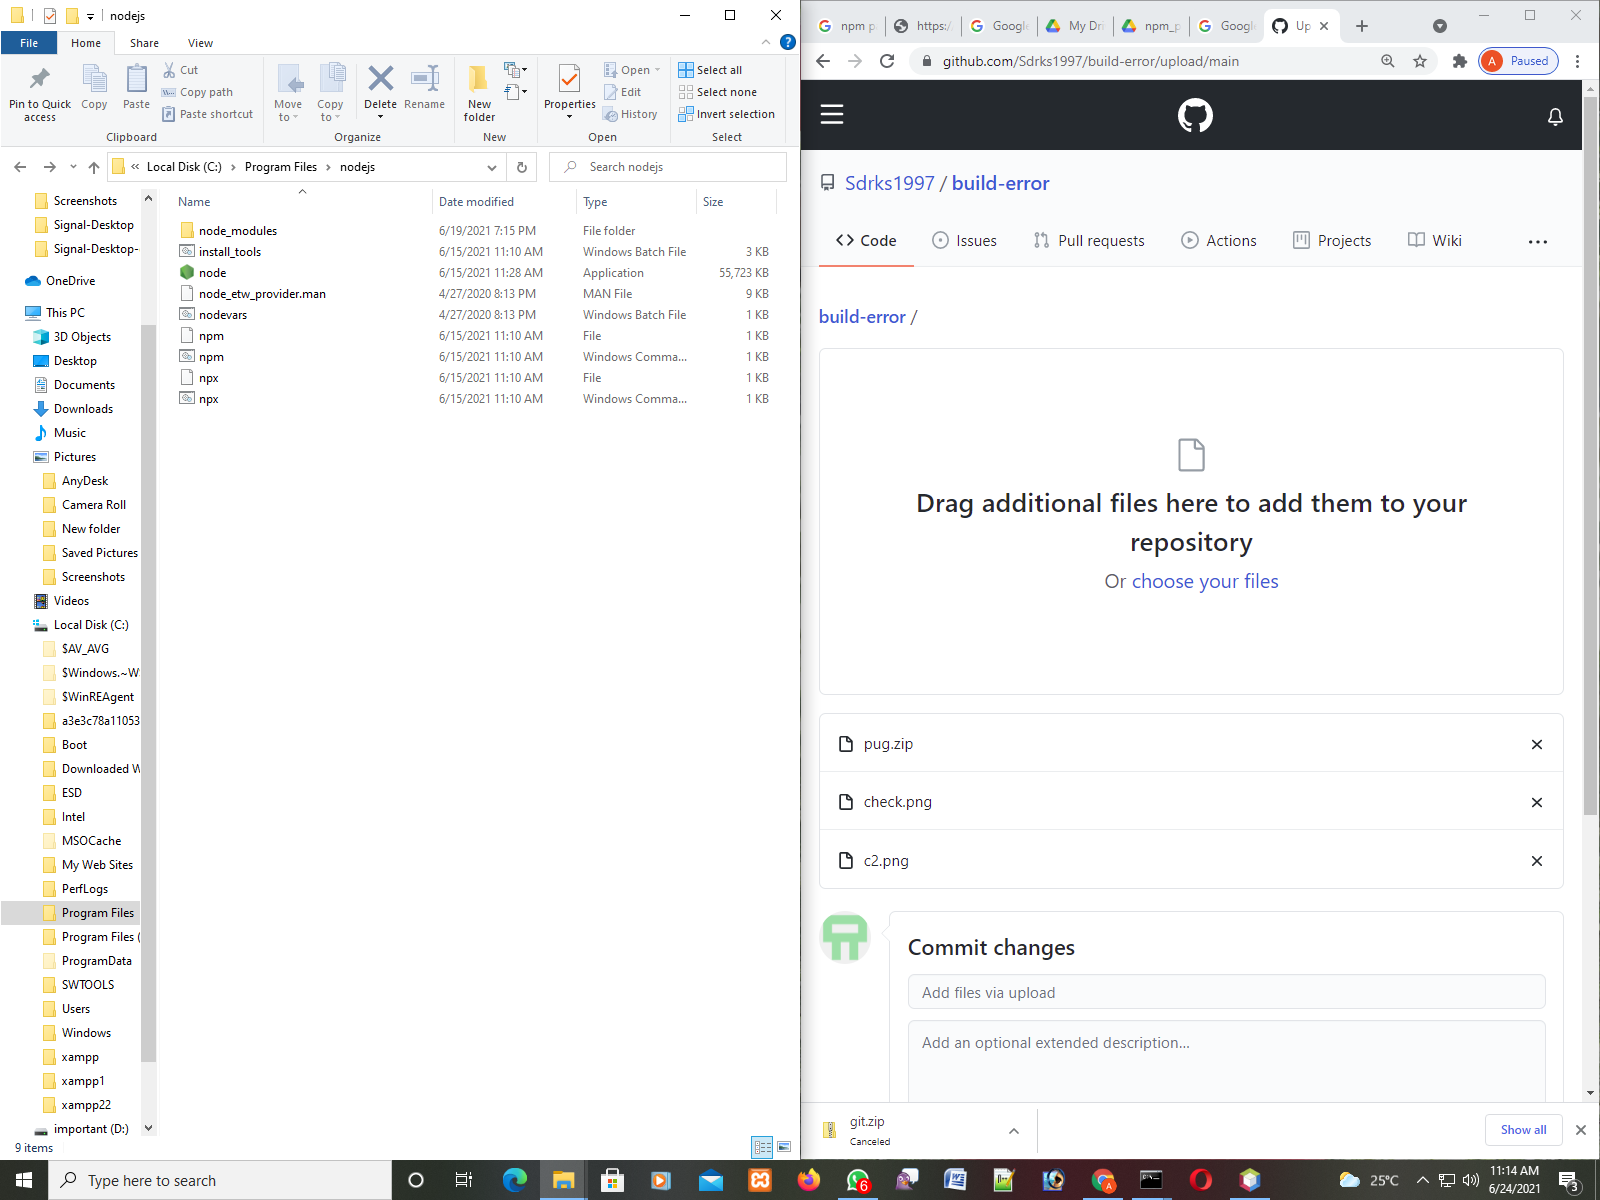 nodejs
File
Home
Share
View
Pin to Quick access
Copy
Paste
Cut
Copy path
Paste shortcut
Clipboard
Move to
Copy to
Delete
Rename
Organize
New folder
New
Properties
Open
Edit
History
Open
Select all
Select none
Invert selection
Select
« Local Disk (C:) › Program Files › nodejs
Search nodejs
Screenshots
Signal-Desktop
Signal-Desktop-
OneDrive
This PC
3D Objects
Desktop
Documents
Downloads
Music
Pictures
AnyDesk
Camera Roll
New folder
Saved Pictures
Screenshots
Videos
Local Disk (C:)
$AV_AVG
$Windows.~W
$WinREAgent
a3e3c78a11053
Boot
Downloaded W
ESD
Intel
MSOCache
My Web Sites
PerfLogs
Program Files
Program Files (
ProgramData
SWTOOLS
Users
Windows
xampp
xampp1
xampp22
important (D:)
Name Date modified Type Size
node_modules 6/19/2021 7:15 PM File folder
install_tools 6/15/2021 11:10 AM Windows Batch File 3 KB
node 6/15/2021 11:28 AM Application 55,723 KB
node_etw_provider.man 4/27/2020 8:13 PM MAN File 9 KB
nodevars 4/27/2020 8:13 PM Windows Batch File 1 KB
npm 6/15/2021 11:10 AM File 1 KB
npm 6/15/2021 11:10 AM Windows Comma... 1 KB
npx 6/15/2021 11:10 AM File 1 KB
npx 6/15/2021 11:10 AM Windows Comma... 1 KB
9 items
npm p
https:/
Google
My Dri
npm_p
Google
Up
github.com/Sdrks1997/build-error/upload/main
A Paused
Sdrks1997 / build-error
Code
Issues
Pull requests
Actions
Projects
Wiki
build-error /
Drag additional files here to add them to your
repository
Or choose your files
pug.zip
check.png
c2.png
Commit changes
Add files via upload
Add an optional extended description...
git.zip
Canceled
Show all
Type here to search
6
A
25°C
11:14 AM
6/24/2021
3